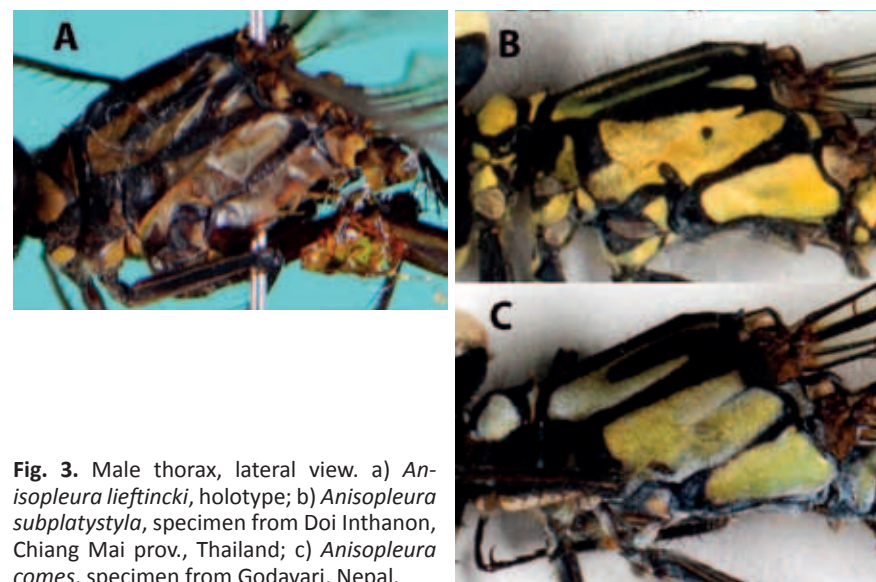 A
B
C
Fig. 3. Male thorax, lateral view. a) An-
isopleura lieftincki, holotype; b) Anisopleura
subplatystyla, specimen from Doi Inthanon,
Chiang Mai prov., Thailand; c) Anisopleura
comes, specimen from Godavari, Nepal.